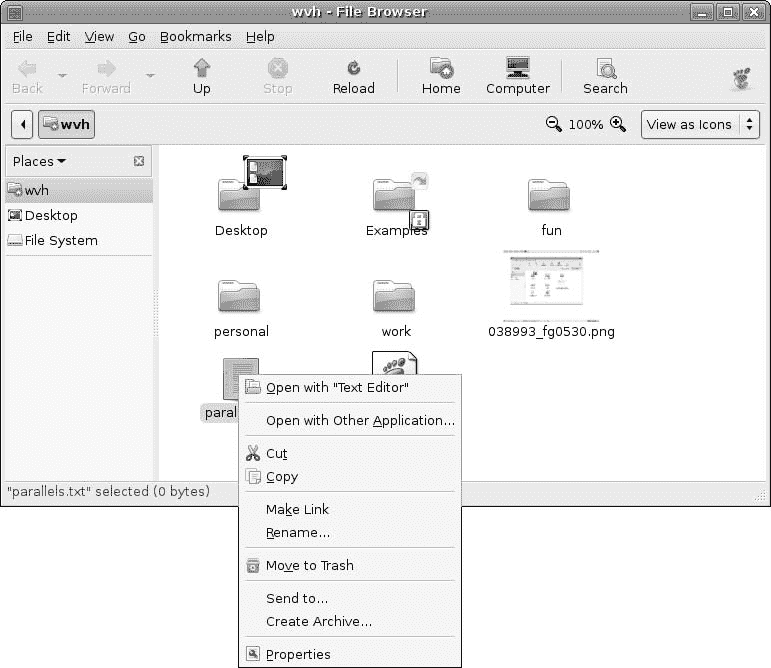 wvh - File Browser
File Edit View Go Bookmarks Help
Back Forward Up Stop Reload Home Computer Search
wvh 100% View as Icons
Places
wvh
Desktop
File System
Desktop Examples fun
personal work 038993_fg0530.png
paral
Open with "Text Editor"
Open with Other Application...
Cut
Copy
Make Link
Rename...
Move to Trash
Send to...
Create Archive...
Properties
"parallels.txt" selected (0 bytes)